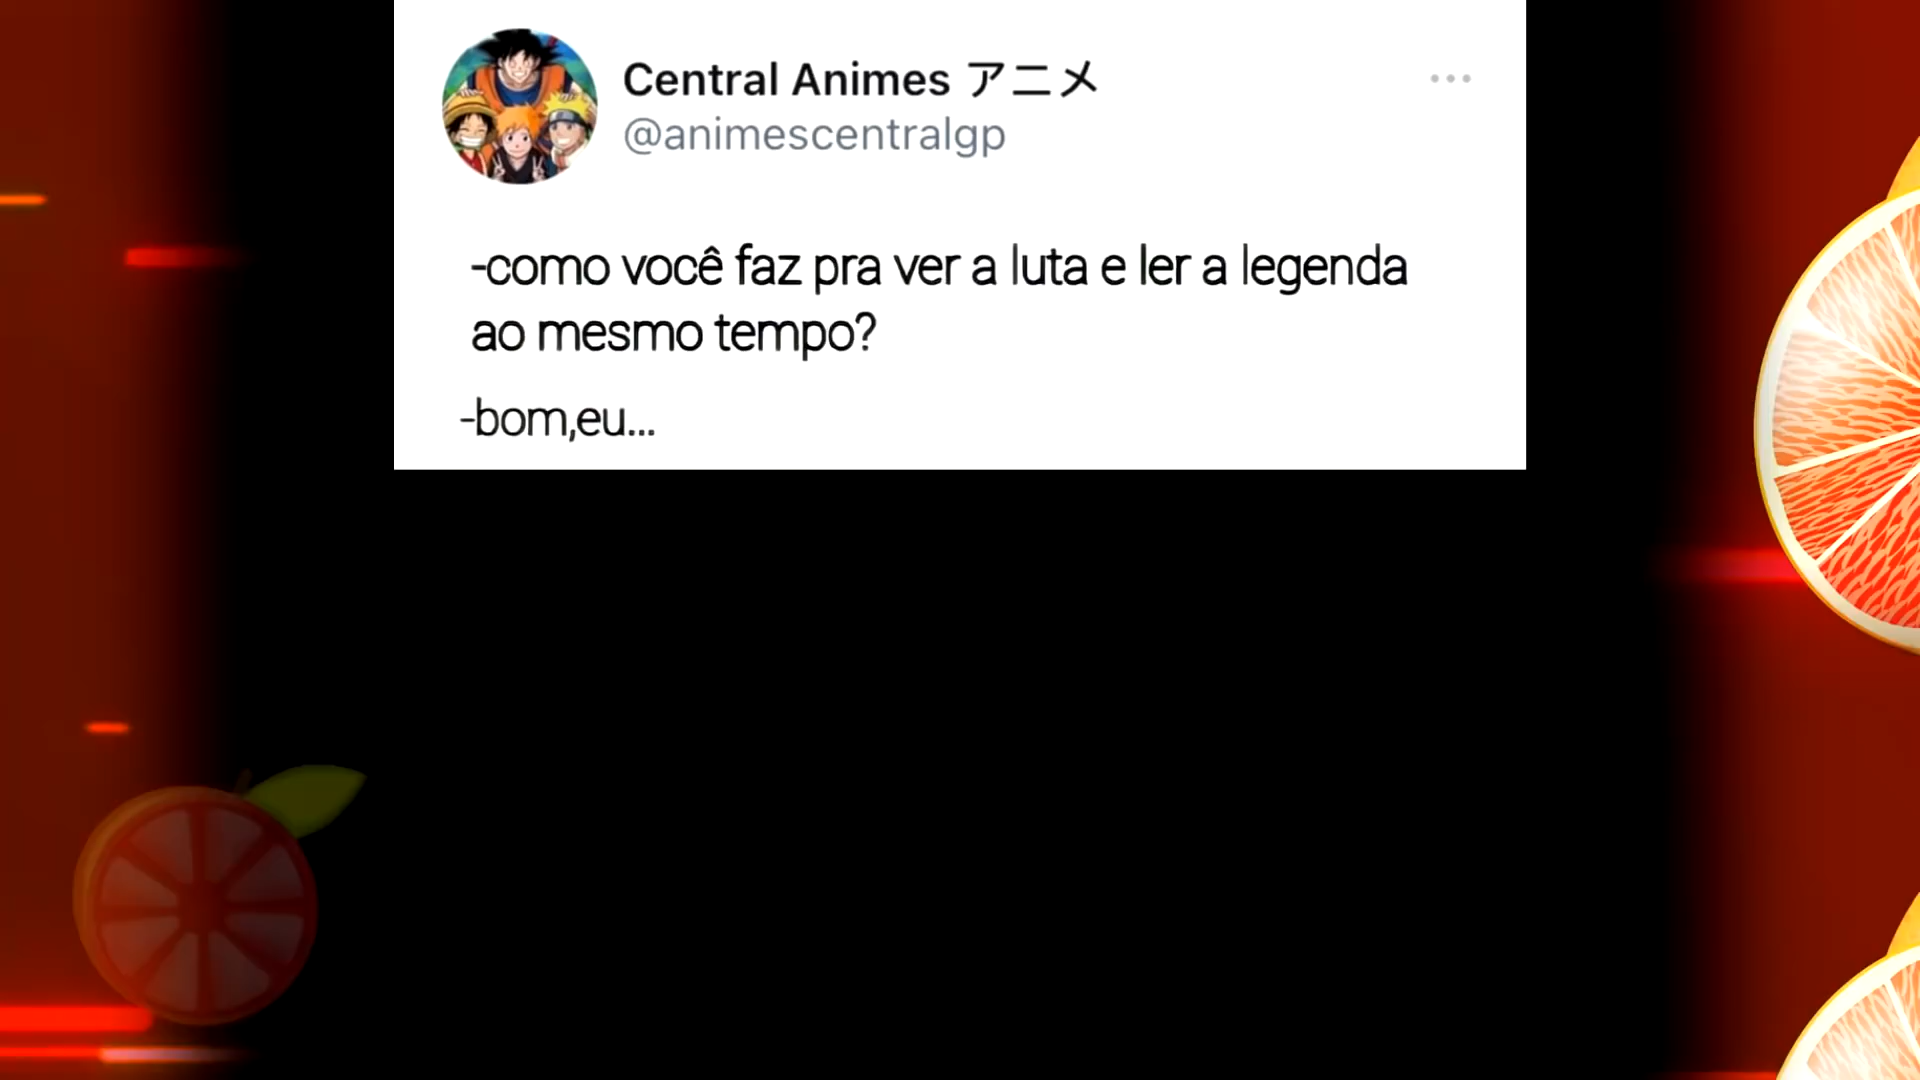 Central Animes アニメ
@animescentralgp
-como você faz pra ver a luta e ler a legenda
ao mesmo tempo?
-bom,eu...